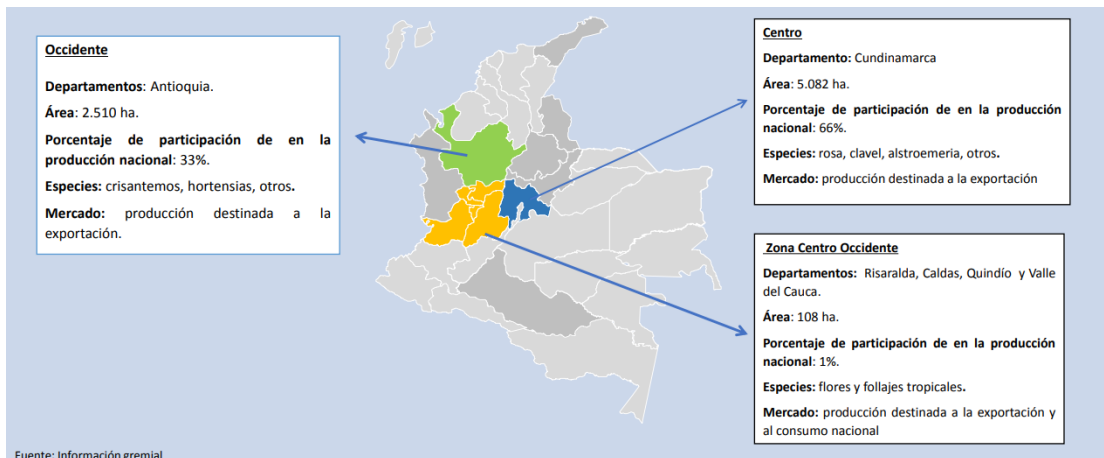 Occidente
Departamentos: Antioquia.
Área: 2.510 ha.
Porcentaje de participación de en la
producción nacional: 33%.
Especies: crisantemos, hortensias, otros.
Mercado: producción destinada a la
exportación.
Centro
Departamento: Cundinamarca
Área: 5.082 ha.
Porcentaje de participación de en la producción
nacional: 66%.
Especies: rosa, clavel, alstroemeria, otros.
Mercado: producción destinada a la exportación
Zona Centro Occidente
Departamentos: Risaralda, Caldas, Quindío y Valle
del Cauca.
Área: 108 ha.
Porcentaje de participación de en la producción
nacional: 1%.
Especies: flores y follajes tropicales.
Mercado: producción destinada a la exportación y
al consumo nacional
Fuente: Información gremial